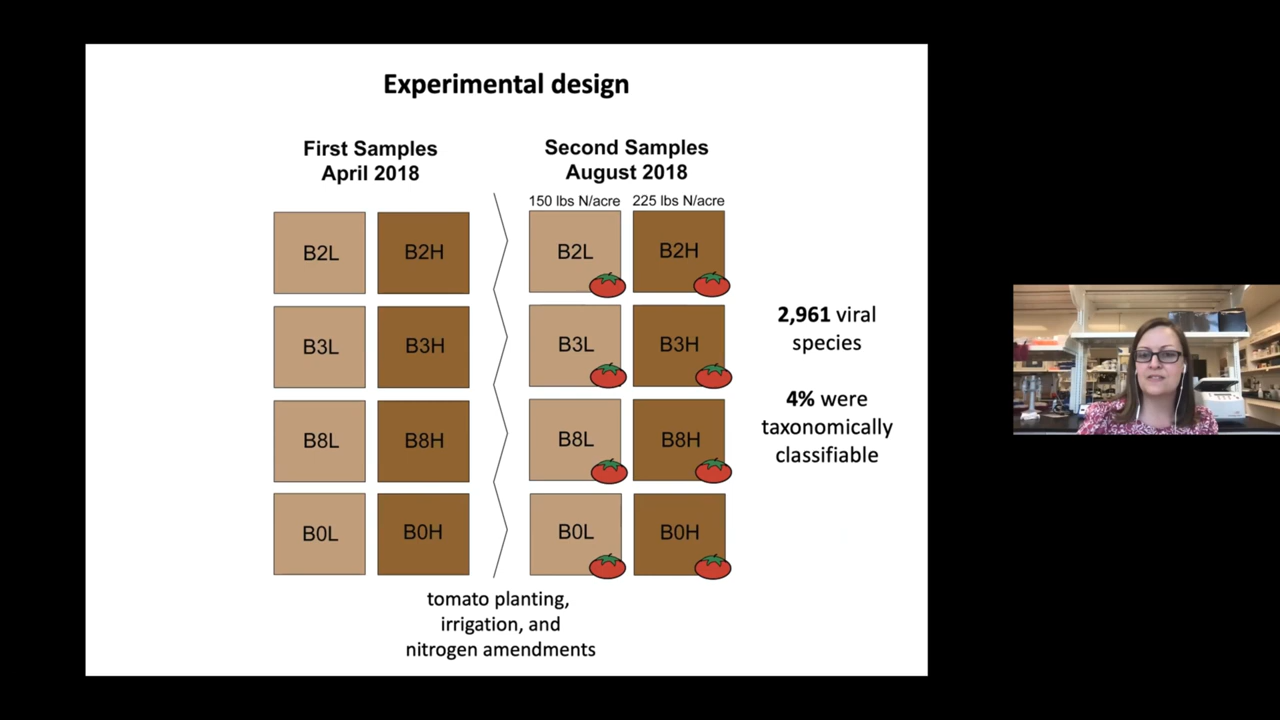 Experimental design
First Samples
April 2018
Second Samples
August 2018
150 lbs N/acre 225 lbs N/acre
B2L B2H B2L B2H
B3L B3H B3L B3H
B8L B8H B8L B8H
B0L B0H B0L B0H
2,961 viral
species
4% were
taxonomically
classifiable
tomato planting,
irrigation, and
nitrogen amendments